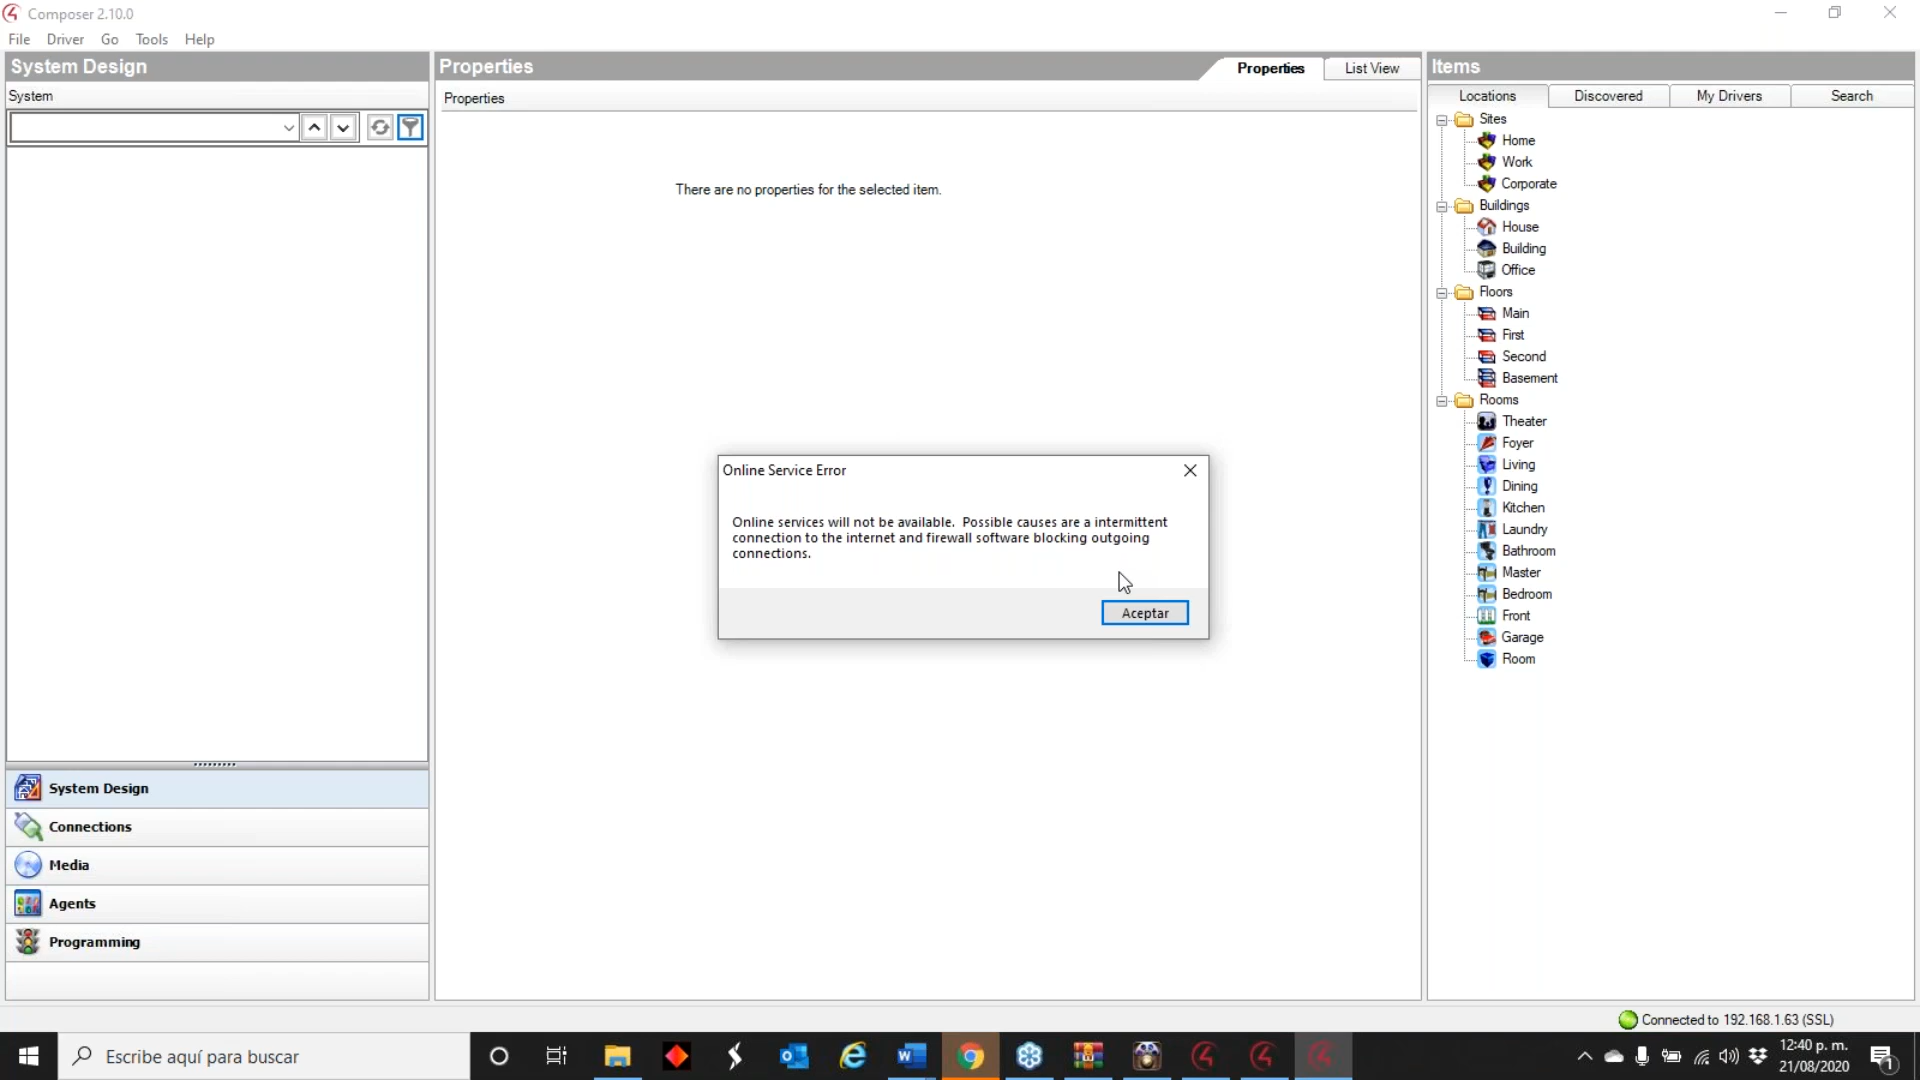 Composer 2.10.0
File Driver Go Tools Help
System Design
System
System Design
Connections
Media
Agents
Programming
Properties
Properties List View
Properties
There are no properties for the selected item.
Online Service Error
Online services will not be available. Possible causes are a intermittent
connection to the internet and firewall software blocking outgoing
connections.
Aceptar
Items
Locations Discovered My Drivers Search
Sites
Home
Work
Corporate
Buildings
House
Building
Office
Floors
Main
First
Second
Basement
Rooms
Theater
Foyer
Living
Dining
Kitchen
Laundry
Bathroom
Master
Bedroom
Front
Garage
Room
Connected to 192.168.1.63 (SSL)
Escribe aquí para buscar
12:40 p. m.
21/08/2020
1